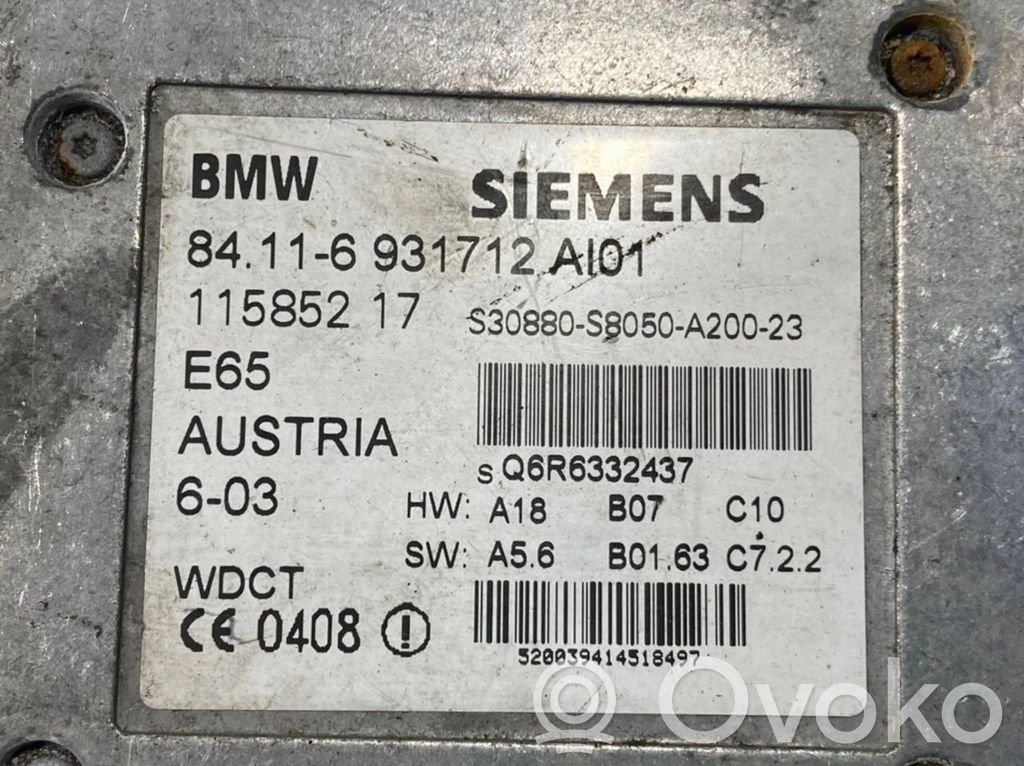 BMW SIEMENS
84.11-6 931712 AI01
115852 17 S30880-S8050-A200-23
E65
AUSTRIA
S Q6R6332437
6-03 HW: A18 B07 C10
SW: A5.6 B01.63 C7.2.2
WDCT
CE 0408
520039414518497
Ovoko